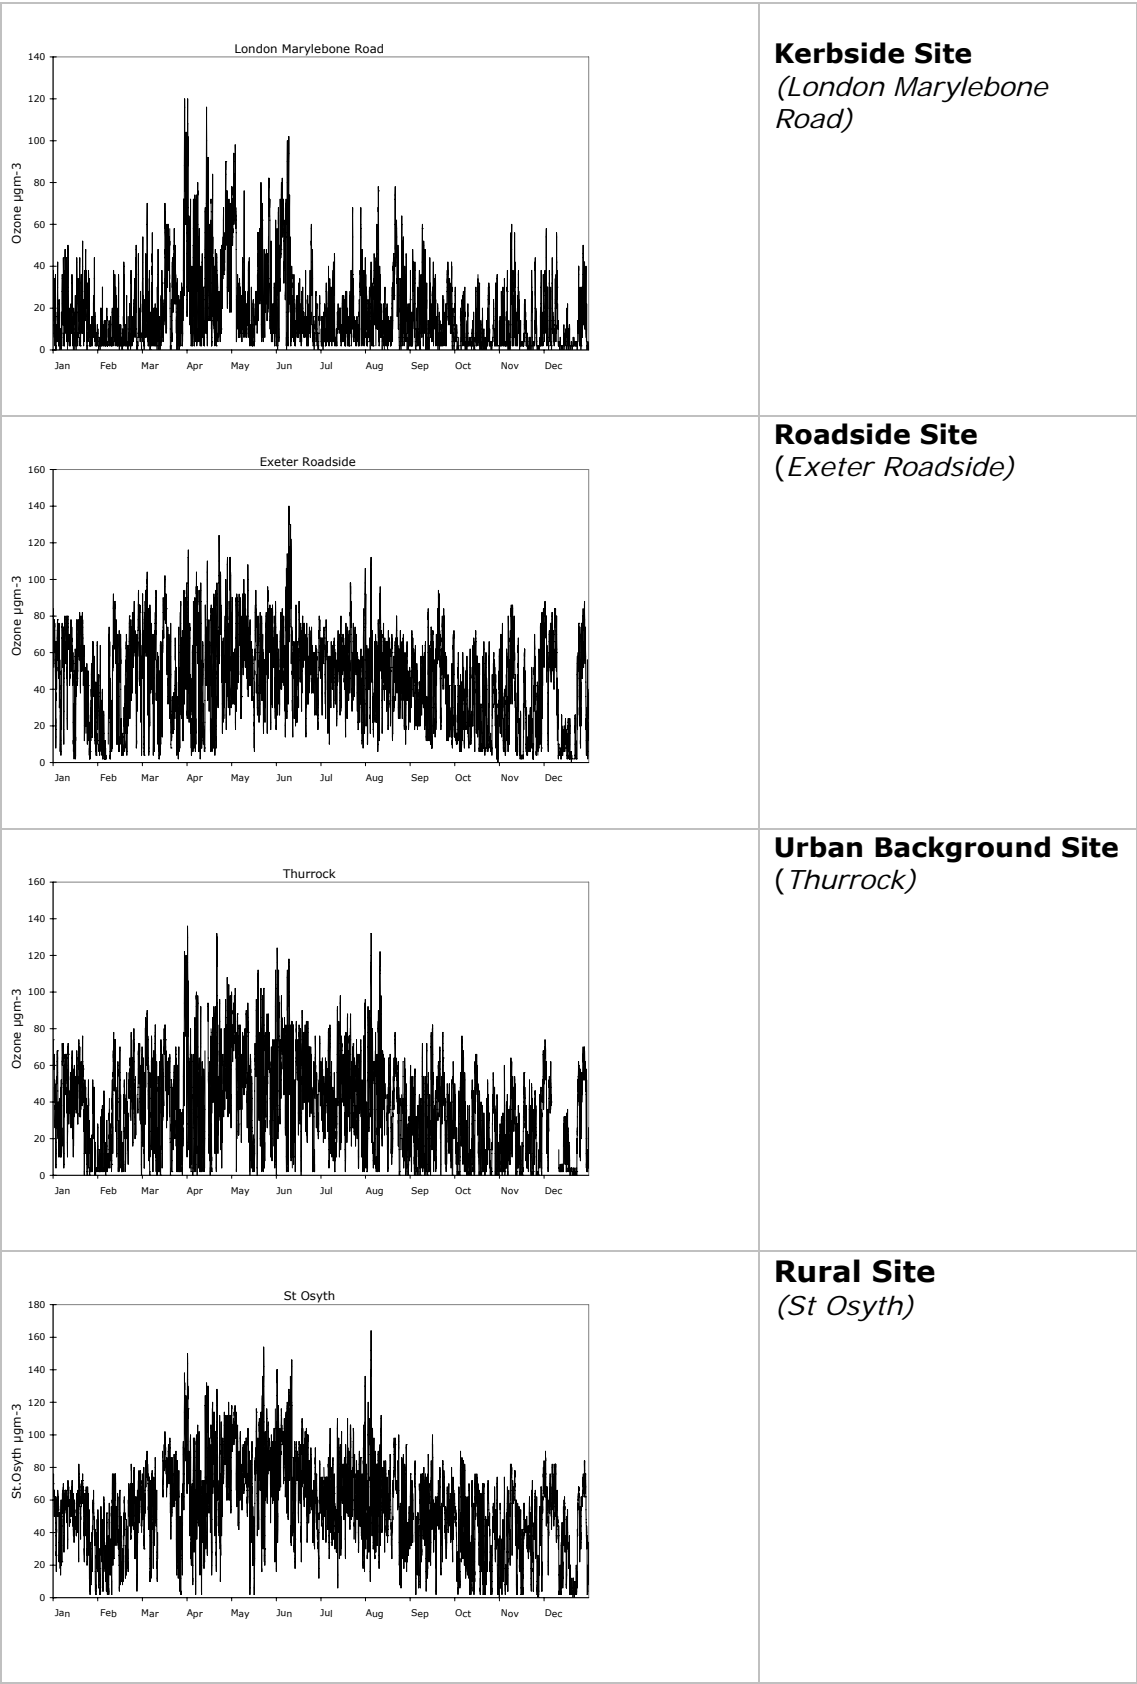 London Marylebone Road
140
120
100
80
60
40
20
0
Ozone µgm-3
Jan Feb Mar Apr May Jun Jul Aug Sep Oct Nov Dec
Kerbside Site
(London Marylebone
Road)
Exeter Roadside
160
140
120
100
80
60
40
20
0
Ozone µgm-3
Jan Feb Mar Apr May Jun Jul Aug Sep Oct Nov Dec
Roadside Site
(Exeter Roadside)
Thurrock
160
140
120
100
80
60
40
20
0
Ozone µgm-3
Jan Feb Mar Apr May Jun Jul Aug Sep Oct Nov Dec
Urban Background Site
(Thurrock)
St Osyth
180
160
140
120
100
80
60
40
20
0
St.Osyth µgm-3
Jan Feb Mar Apr May Jun Jul Aug Sep Oct Nov Dec
Rural Site
(St Osyth)